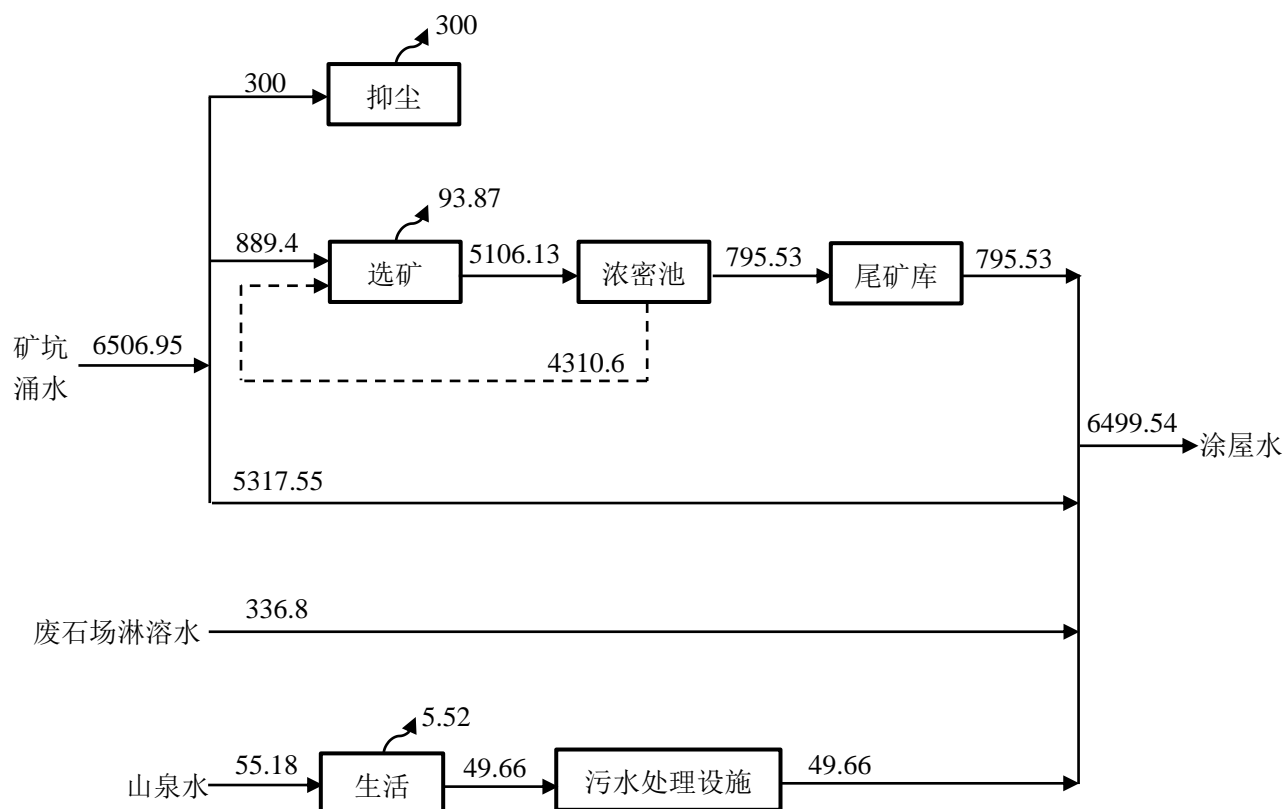 300
300
抑尘
93.87
889.4
选矿
5106.13
浓密池
795.53
尾矿库
795.53
矿坑
涌水
6506.95
4310.6
6499.54
涂屋水
5317.55
废石场淋溶水
336.8
5.52
山泉水
55.18
生活
49.66
污水处理设施
49.66